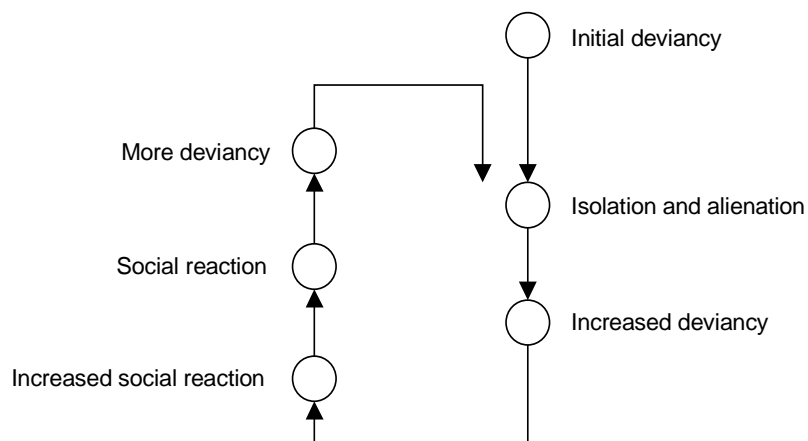 Initial deviancy
More deviancy
Isolation and alienation
Social reaction
Increased deviancy
Increased social reaction